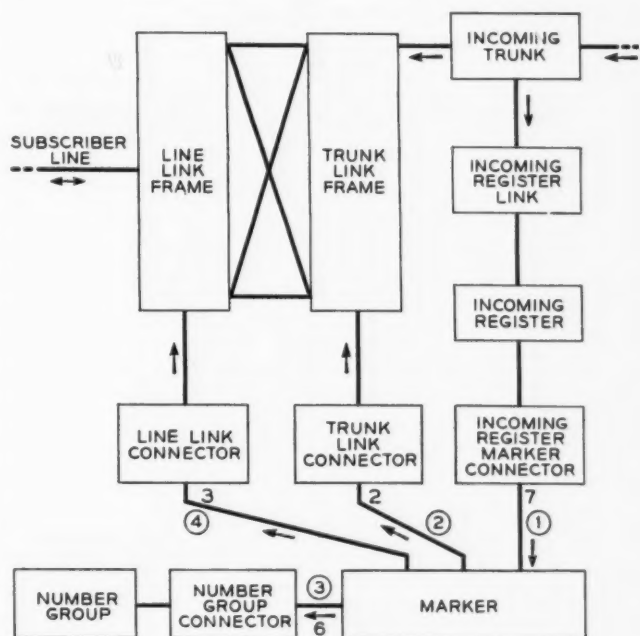 INCOMING
TRUNK
SUBSCRIBER
LINE
LINE
LINK
FRAME
TRUNK
LINK
FRAME
INCOMING
REGISTER
LINK
INCOMING
REGISTER
LINE LINK
CONNECTOR
TRUNK
LINK
CONNECTOR
INCOMING
REGISTER
MARKER
CONNECTOR
3
4
2
2
7
1
NUMBER
GROUP
NUMBER
GROUP
CONNECTOR
3
6
MARKER